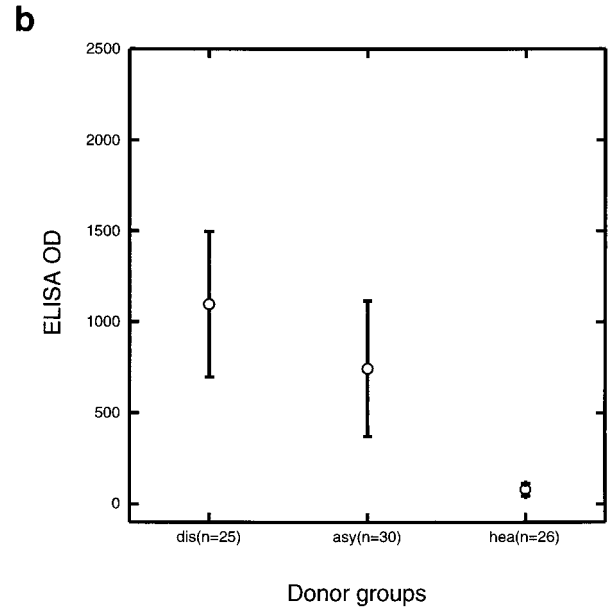 b
2500
2000
1500
1000
500
0
ELISA OD
dis(n=25) asy(n=30) hea(n=26)
Donor groups